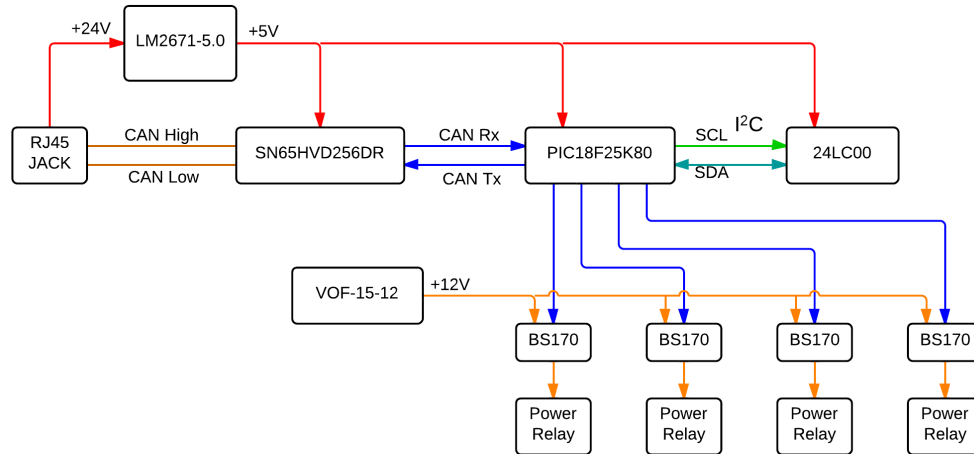 +24V
LM2671-5.0
+5V
RJ45
JACK
CAN High
CAN Low
SN65HVD256DR
CAN Rx
CAN Tx
PIC18F25K80
SCL
I²C
SDA
24LC00
VOF-15-12
+12V
BS170
BS170
BS170
BS170
Power
Relay
Power
Relay
Power
Relay
Power
Relay